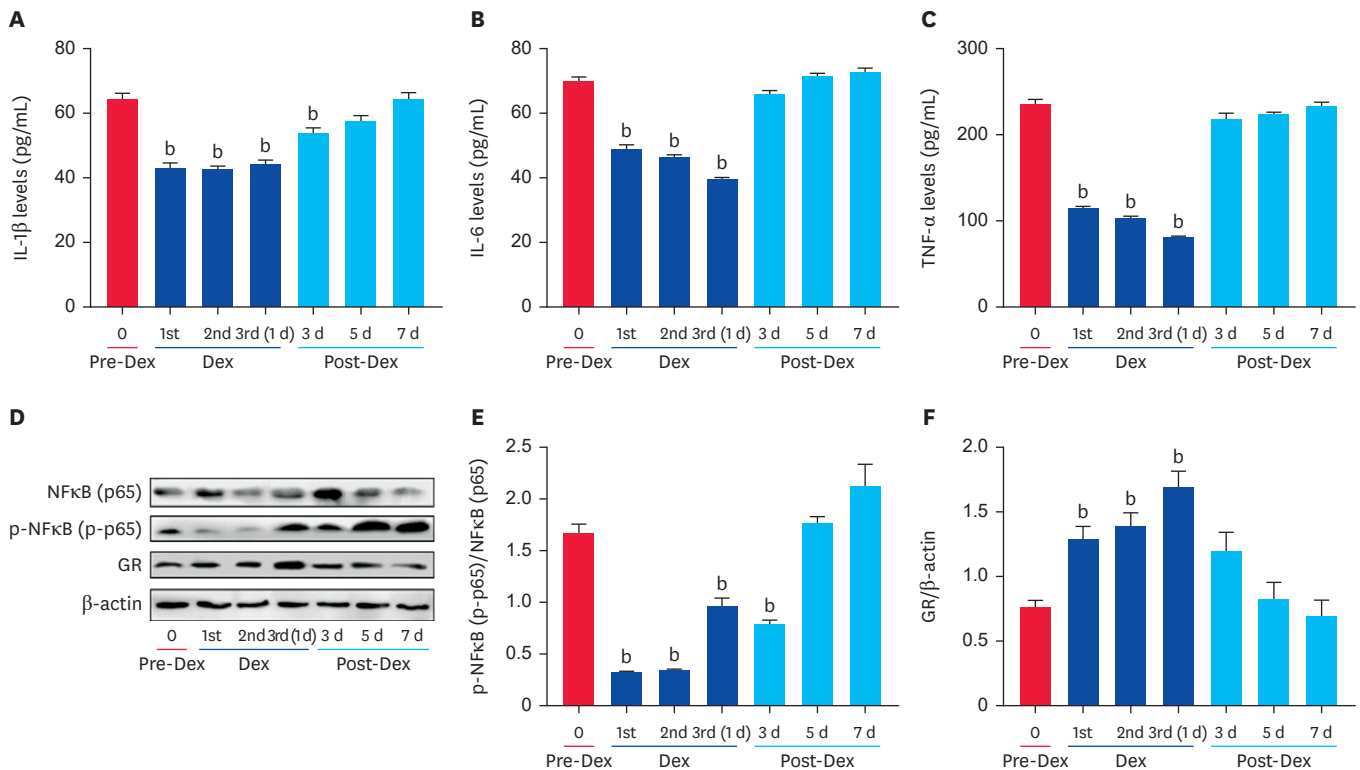 A
IL-1β levels (pg/mL)
80
60
40
20
0
b b b b
0 1st 2nd 3rd (1 d) 3 d 5 d 7 d
Pre-Dex Dex Post-Dex
B
IL-6 levels (pg/mL)
80
60
40
20
0
b b b
0 1st 2nd 3rd (1 d) 3 d 5 d 7 d
Pre-Dex Dex Post-Dex
C
TNF-α levels (pg/mL)
300
200
100
0
b b b
0 1st 2nd 3rd (1 d) 3 d 5 d 7 d
Pre-Dex Dex Post-Dex
D
NFκB (p65)
p-NFκB (p-p65)
GR
β-actin
0 1st 2nd 3rd (1 d) 3 d 5 d 7 d
Pre-Dex Dex Post-Dex
E
p-NFκB (p-p65)/NFκB (p65)
2.5
2.0
1.5
1.0
0.5
0
b b b b
0 1st 2nd 3rd (1 d) 3 d 5 d 7 d
Pre-Dex Dex Post-Dex
F
GR/β-actin
2.0
1.5
1.0
0.5
0
b b b
0 1st 2nd 3rd (1 d) 3 d 5 d 7 d
Pre-Dex Dex Post-Dex